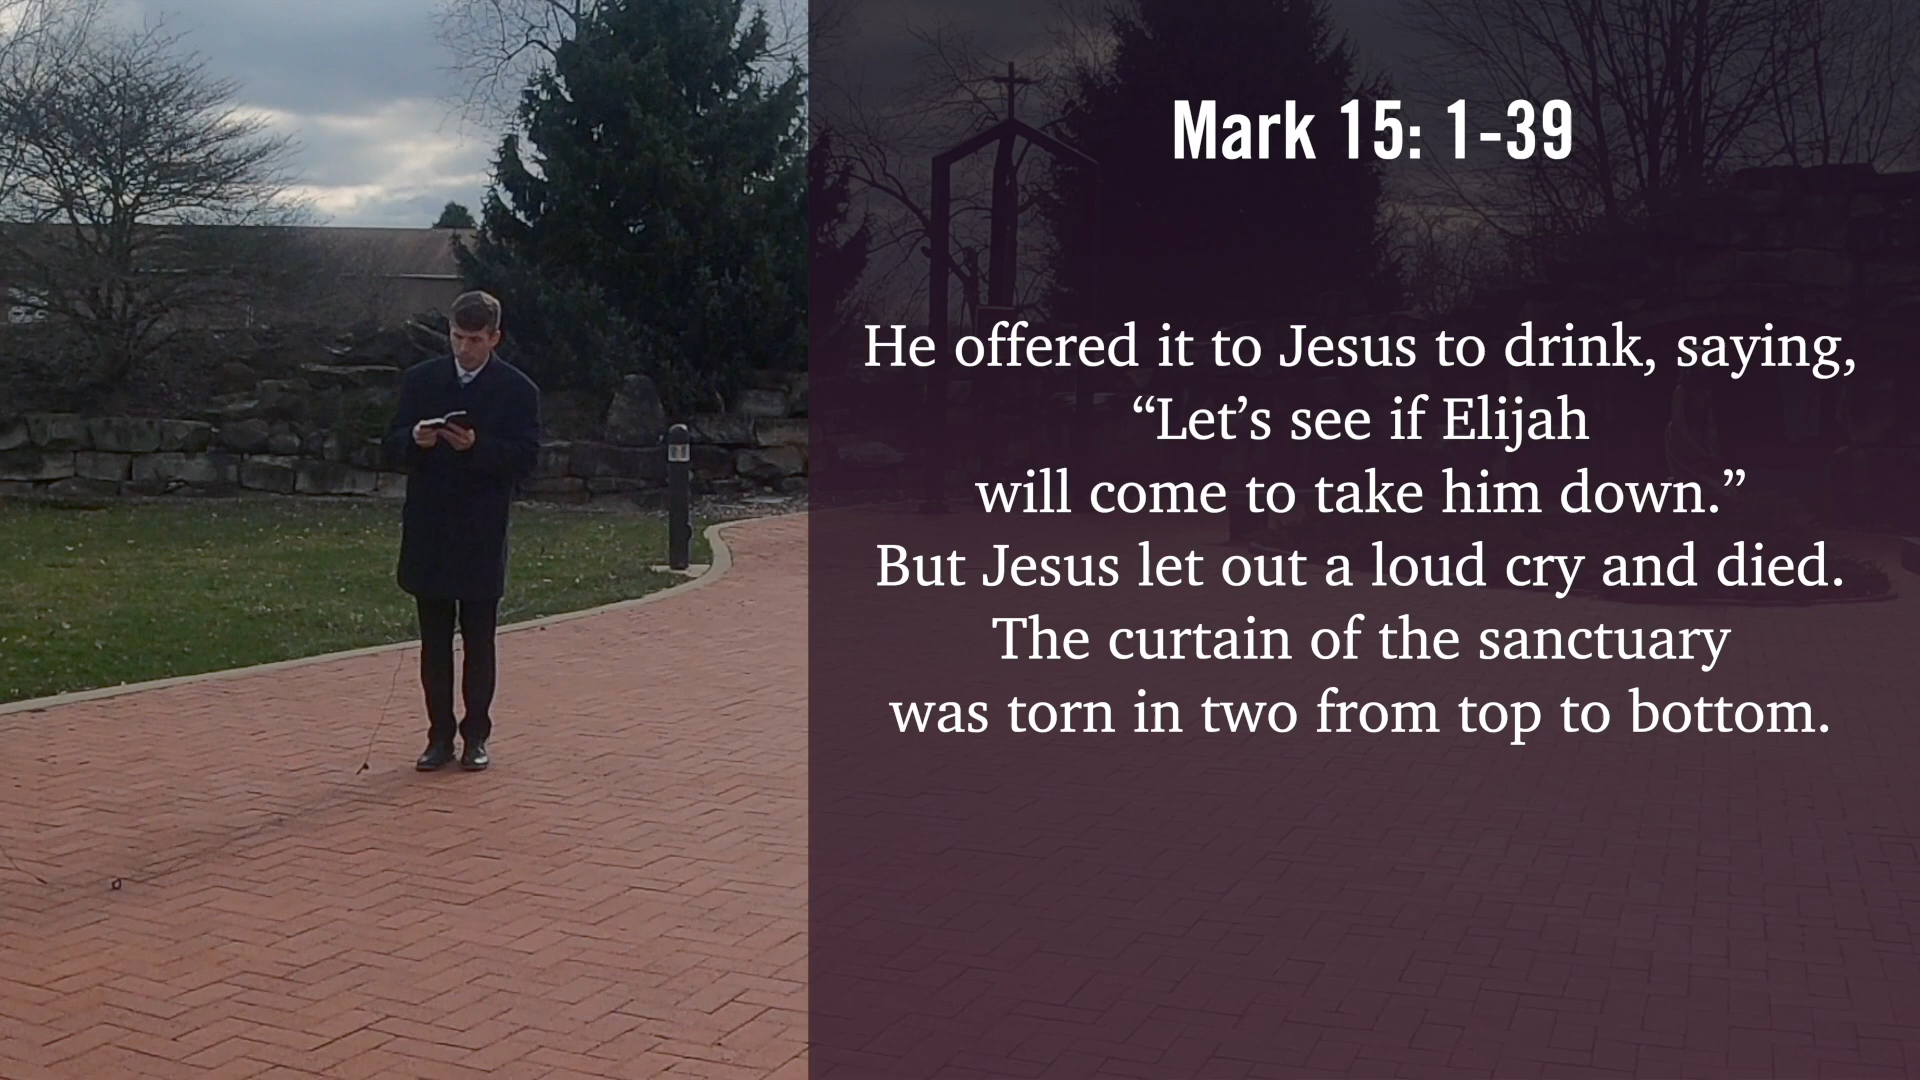 Mark 15: 1-39
He offered it to Jesus to drink, saying,
“Let’s see if Elijah
will come to take him down.”
But Jesus let out a loud cry and died.
The curtain of the sanctuary
was torn in two from top to bottom.